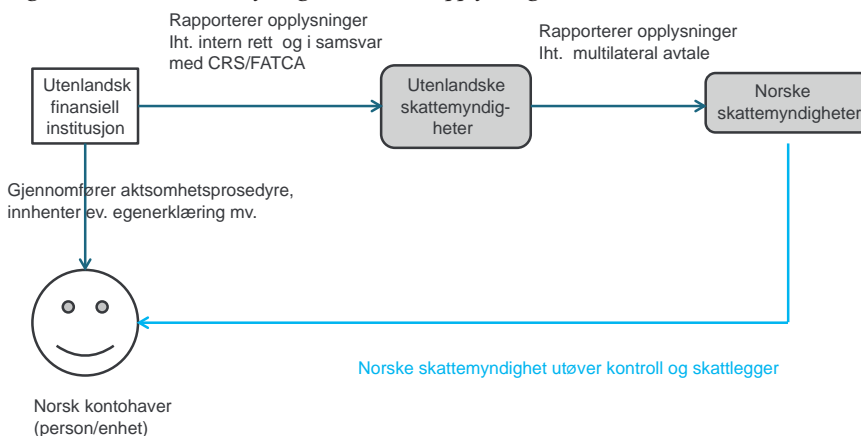 Rapporterer opplysninger
Iht. intern rett og i samsvar
med CRS/FATCA
Rapporterer opplysninger
Iht. multilateral avtale
Utenlandsk
finansiell
institusjon
Utenlandske
skattemyndig-
heter
Norske
skattemyndigheter
Gjennomfører aktsomhetsprosedyre,
innhenter ev. egenerklæring mv.
Norske skattemyndighet utøver kontroll og skattlegger
Norsk kontohaver
(person/enhet)